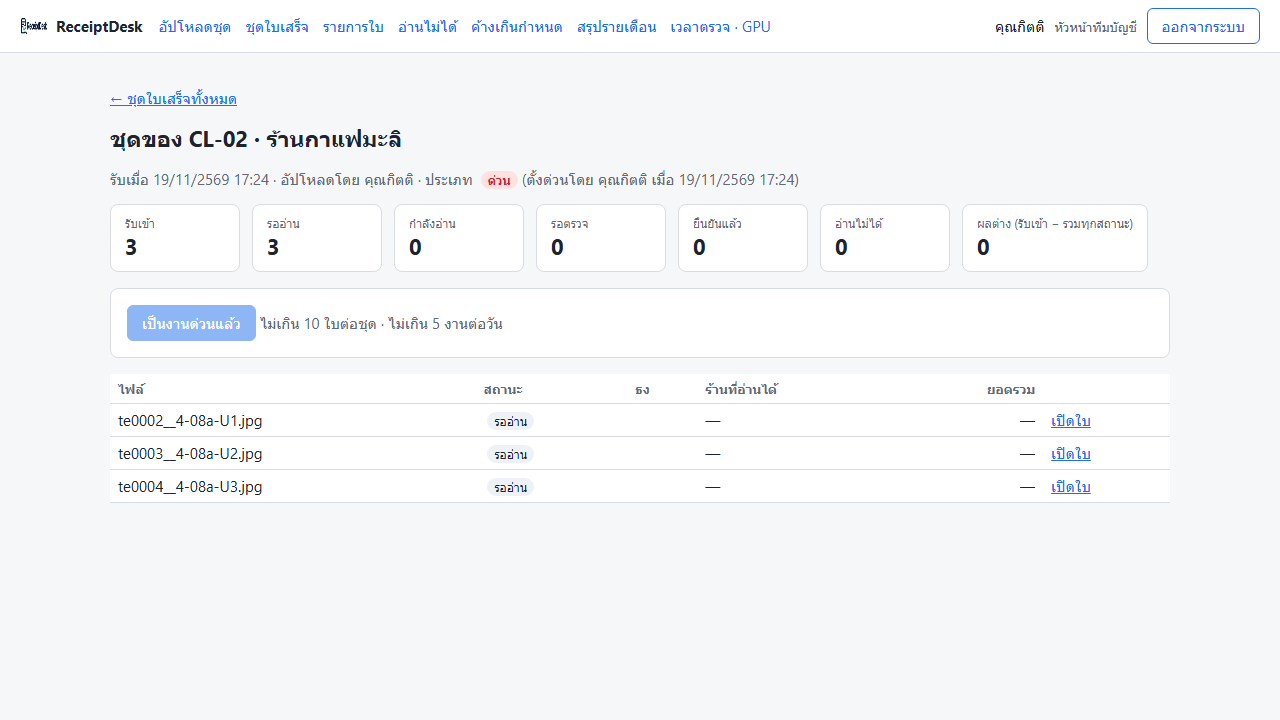 ReceiptDesk อัปโหลดชุด ชุดใบเสร็จ รายการใบ อ่านไม่ได้ ค้างเกินกำหนด สรุปรายเดือน เวลาตรวจ · GPU คุณกิตติ หัวหน้าทีมบัญชี ออกจากระบบ
← ชุดใบเสร็จทั้งหมด
ชุดของ CL-02 · ร้านกาแฟมะลิ
รับเมื่อ 19/11/2569 17:24 · อัปโหลดโดย คุณกิตติ · ประเภท ด่วน (ตั้งด่วนโดย คุณกิตติ เมื่อ 19/11/2569 17:24)
รับเข้า รออ่าน กำลังอ่าน รอตรวจ ยืนยันแล้ว อ่านไม่ได้ ผลต่าง (รับเข้า − รวมทุกสถานะ)
3 3 0 0 0 0 0
เป็นงานด่วนแล้ว ไม่เกิน 10 ใบต่อชุด · ไม่เกิน 5 งานต่อวัน
ไฟล์ สถานะ ธง ร้านที่อ่านได้ ยอดรวม
te0002__4-08a-U1.jpg รออ่าน — — เปิดใบ
te0003__4-08a-U2.jpg รออ่าน — — เปิดใบ
te0004__4-08a-U3.jpg รออ่าน — — เปิดใบ